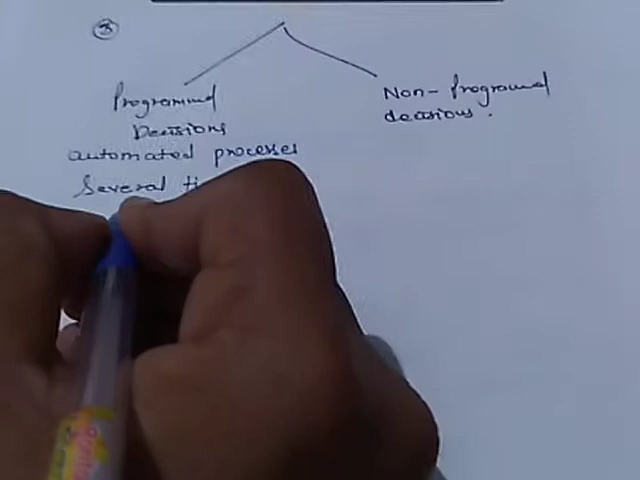 3
Programmed
Decisions
automated processes
Several
Non-Programmed
decisions.